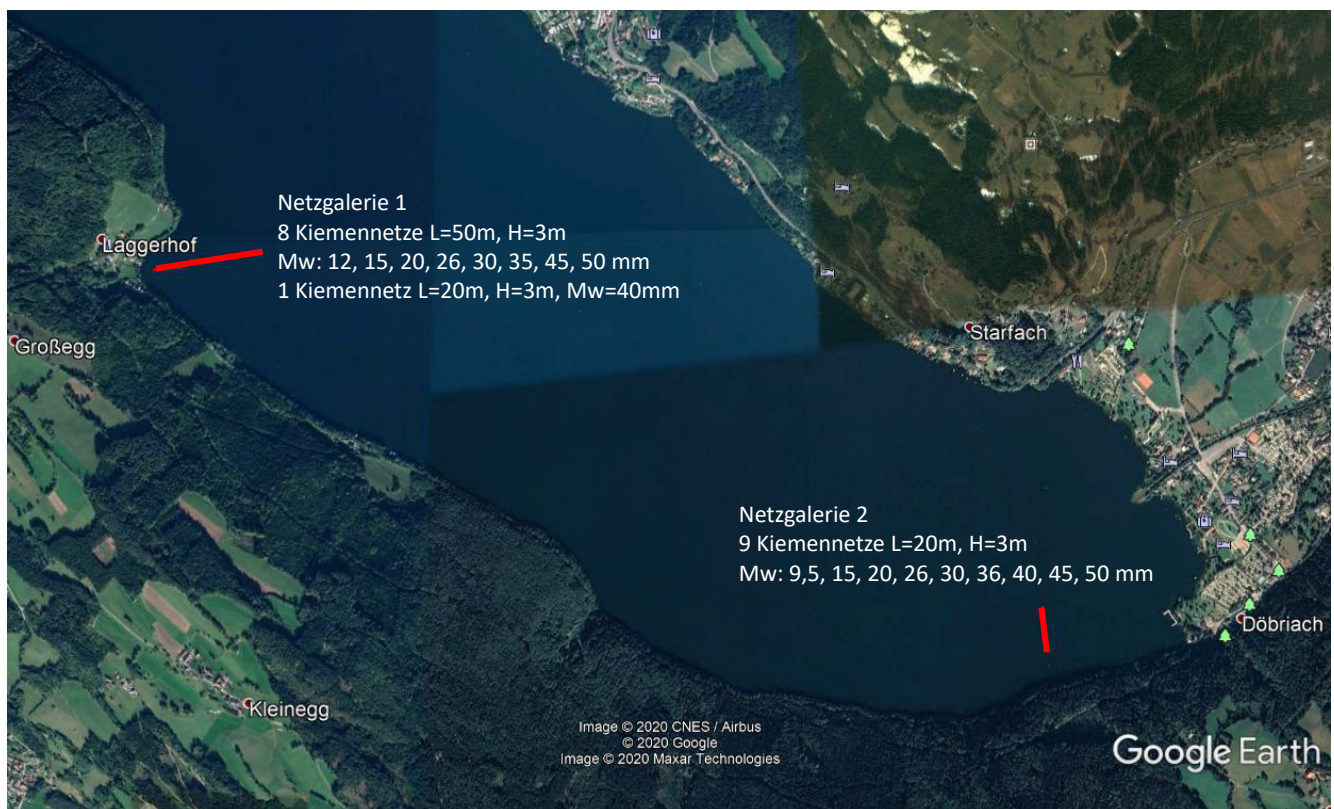 Netzgalerie 1
8 Kiemennetze L=50m, H=3m
Mw: 12, 15, 20, 26, 30, 35, 45, 50 mm
1 Kiemennetz L=20m, H=3m, Mw=40mm
Laggerhof
Großegg
Starfach
Netzgalerie 2
9 Kiemennetze L=20m, H=3m
Mw: 9,5, 15, 20, 26, 30, 36, 40, 45, 50 mm
Döbriach
Kleinegg
Image © 2020 CNES / Airbus
© 2020 Google
Image © 2020 Maxar Technologies
Google Earth